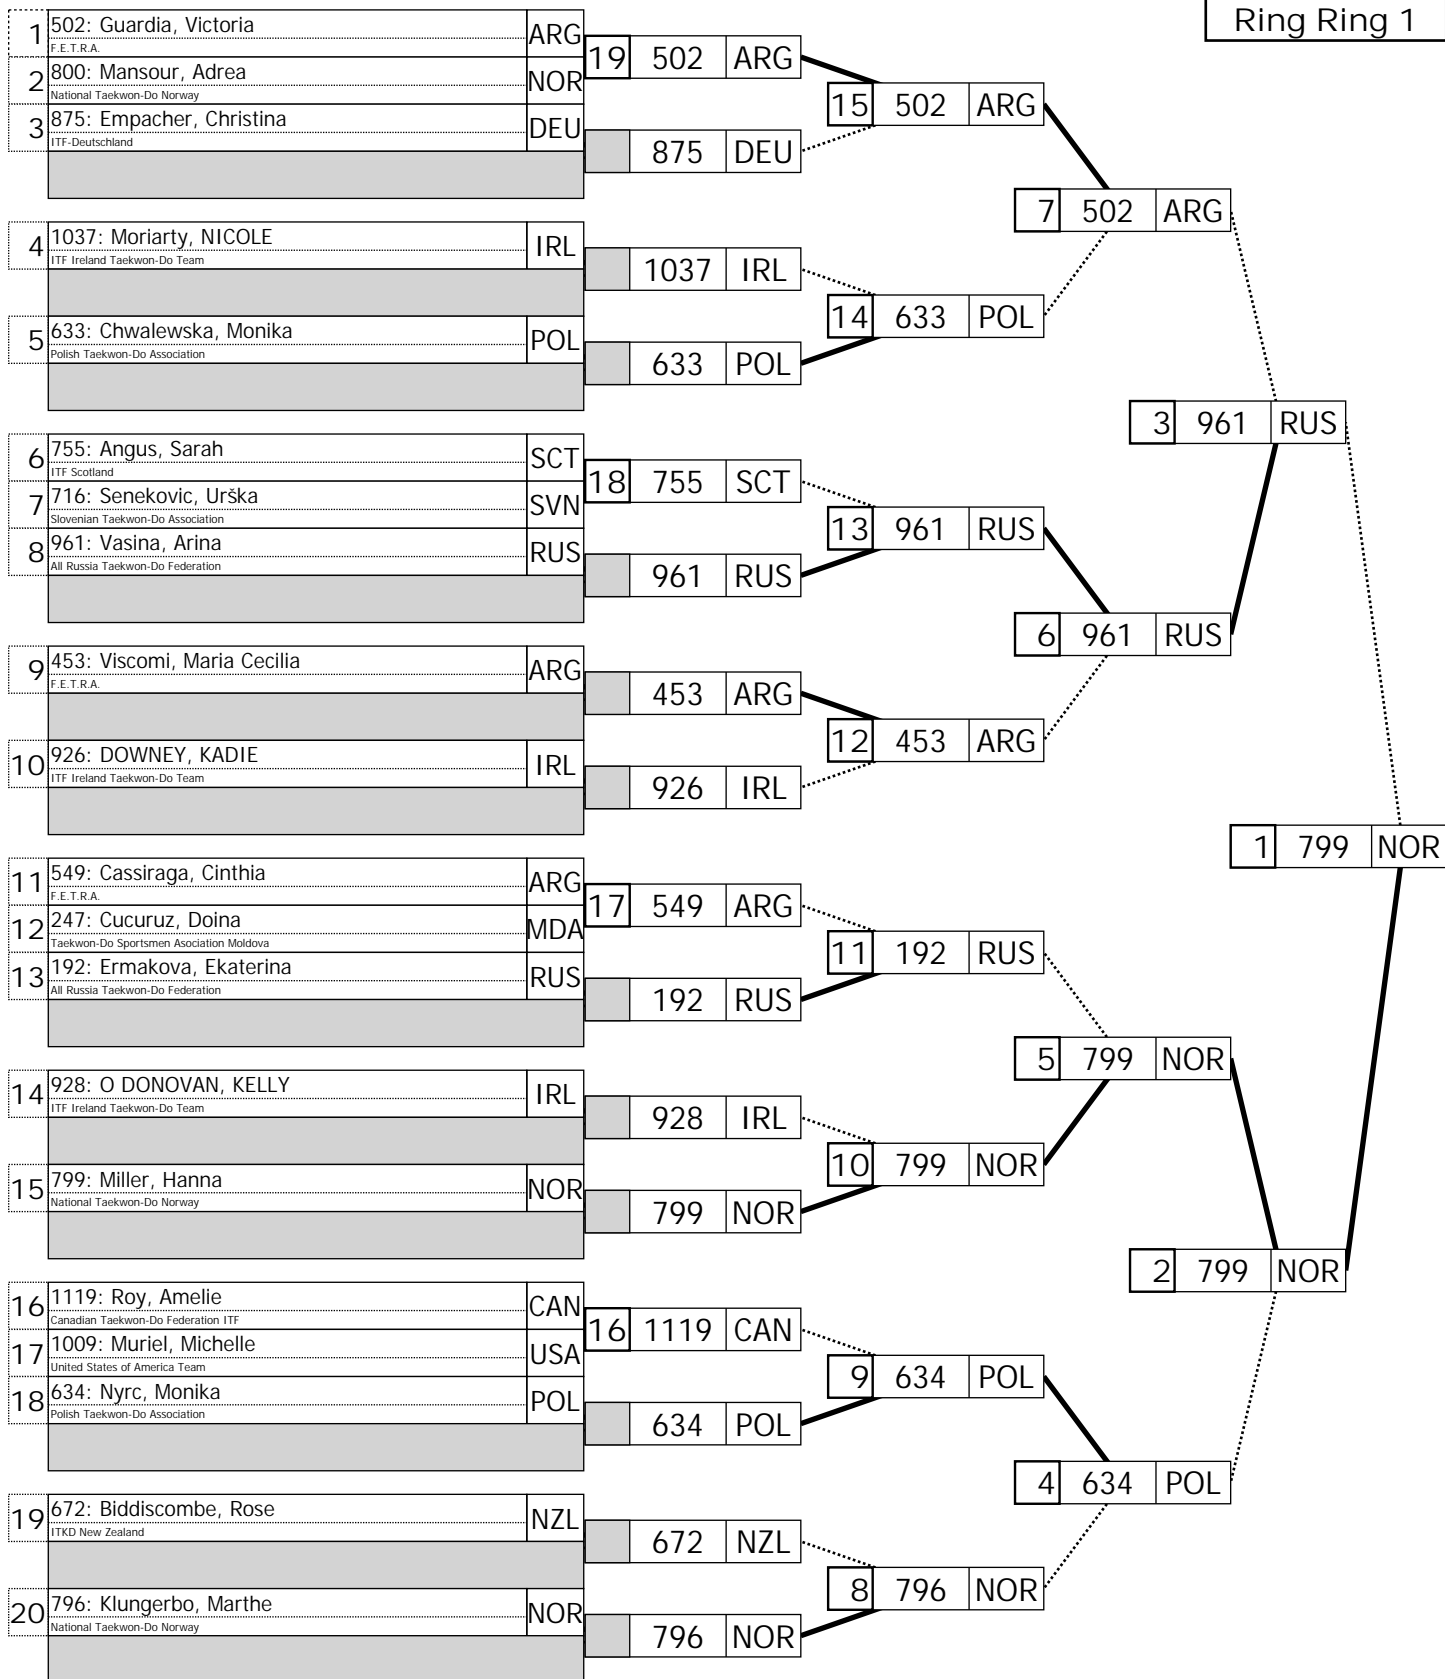 Ring Ring 1
1 502: Guardia, Victoria ARG
F.E.T.R.A.
2 800: Mansour, Adrea NOR
National Taekwon-Do Norway
3 875: Empacher, Christina DEU
ITF-Deutschland
4 1037: Moriarty, NICOLE IRL
ITF Ireland Taekwon-Do Team
5 633: Chwalewska, Monika POL
Polish Taekwon-Do Association
6 755: Angus, Sarah SCT
ITF Scotland
7 716: Senekovic, Urška SVN
Slovenian Taekwon-Do Association
8 961: Vasina, Arina RUS
All Russia Taekwon-Do Federation
9 453: Viscomi, Maria Cecilia ARG
F.E.T.R.A.
10 926: DOWNEY, KADIE IRL
ITF Ireland Taekwon-Do Team
11 549: Cassiraga, Cinthia ARG
F.E.T.R.A.
12 247: Cucuruz, Doina MDA
Taekwon-Do Sportsmen Asociation Moldova
13 192: Ermakova, Ekaterina RUS
All Russia Taekwon-Do Federation
14 928: O DONOVAN, KELLY IRL
ITF Ireland Taekwon-Do Team
15 799: Miller, Hanna NOR
National Taekwon-Do Norway
16 1119: Roy, Amelie CAN
Canadian Taekwon-Do Federation ITF
17 1009: Muriel, Michelle USA
United States of America Team
18 634: Nyrc, Monika POL
Polish Taekwon-Do Association
19 672: Biddiscombe, Rose NZL
ITKD New Zealand
20 796: Klungerbo, Marthe NOR
National Taekwon-Do Norway
19 502 ARG
875 DEU
1037 IRL
633 POL
18 755 SCT
961 RUS
453 ARG
926 IRL
17 549 ARG
192 RUS
928 IRL
799 NOR
16 1119 CAN
634 POL
672 NZL
796 NOR
15 502 ARG
14 633 POL
13 961 RUS
12 453 ARG
11 192 RUS
10 799 NOR
9 634 POL
8 796 NOR
7 502 ARG
6 961 RUS
5 799 NOR
4 634 POL
3 961 RUS
2 799 NOR
1 799 NOR